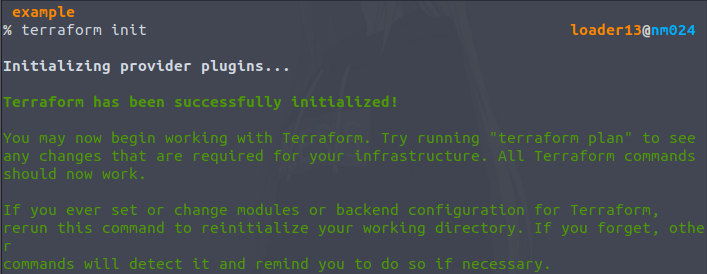 example
% terraform init loader13@nm024
Initializing provider plugins...
Terraform has been successfully initialized!
You may now begin working with Terraform. Try running "terraform plan" to see
any changes that are required for your infrastructure. All Terraform commands
should now work.
If you ever set or change modules or backend configuration for Terraform,
rerun this command to reinitialize your working directory. If you forget, othe
r
commands will detect it and remind you to do so if necessary.